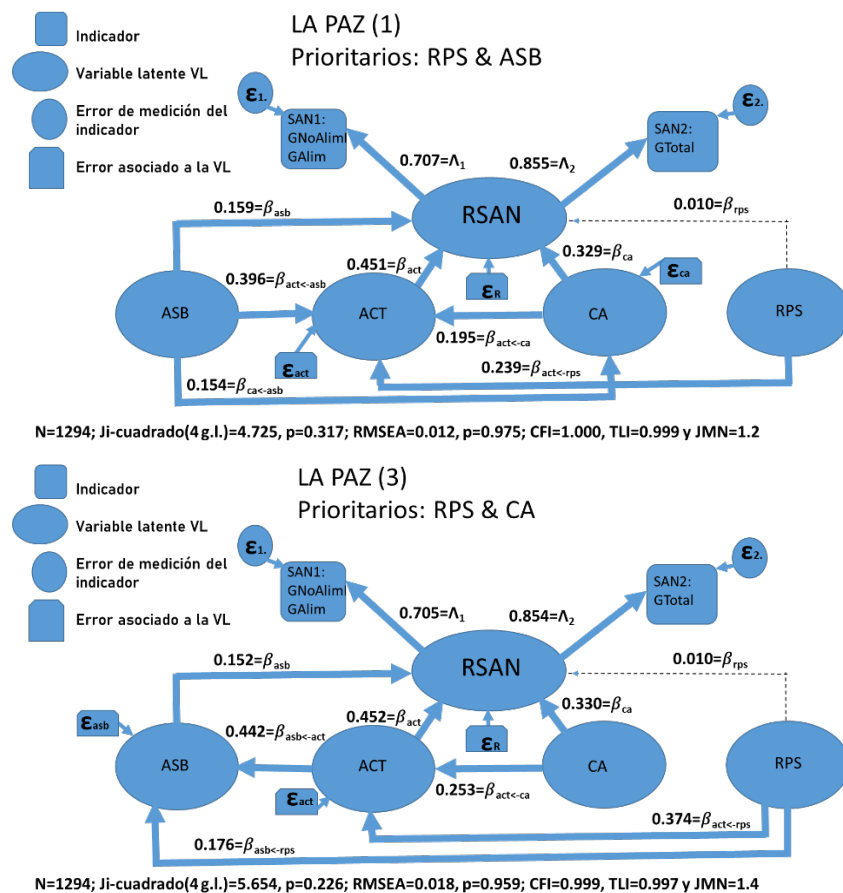 LA PAZ (1)
Prioritarios: RPS & ASB
Indicador
Variable latente VL
Error de medición del
indicador
Error asociado a la VL
ε1.
SAN1:
GNoAliml
GAlim
ε2.
SAN2:
GTotal
0.707=Λ1
0.855=Λ2
RSAN
0.159=βasb
0.010=βrps
0.396=βact<-asb
0.451=βact
0.329=βca
εR
εca
ASB
ACT
CA
RPS
0.195=βact<-ca
εact
0.239=βact<-rps
0.154=βca<-asb
N=1294; Ji-cuadrado(4 g.l.)=4.725, p=0.317; RMSEA=0.012, p=0.975; CFI=1.000, TLI=0.999 y JMN=1.2
LA PAZ (3)
Prioritarios: RPS & CA
Indicador
Variable latente VL
Error de medición del
indicador
Error asociado a la VL
ε1.
SAN1:
GNoAliml
GAlim
ε2.
SAN2:
GTotal
0.705=Λ1
0.854=Λ2
RSAN
0.152=βasb
0.010=βrps
εasb
0.442=βasb<-act
0.452=βact
0.330=βca
εR
ASB
ACT
CA
RPS
0.253=βact<-ca
εact
0.374=βact<-rps
0.176=βasb<-rps
N=1294; Ji-cuadrado(4 g.l.)=5.654, p=0.226; RMSEA=0.018, p=0.959; CFI=0.999, TLI=0.997 y JMN=1.4